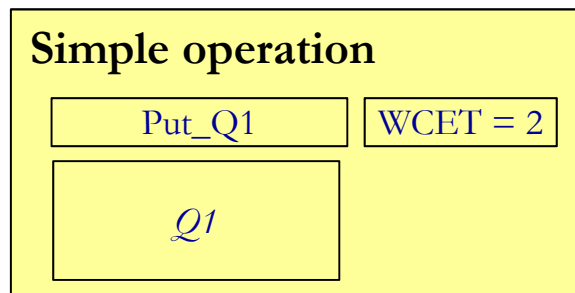 Simple operation
Put_Q1 WCET = 2
Q1